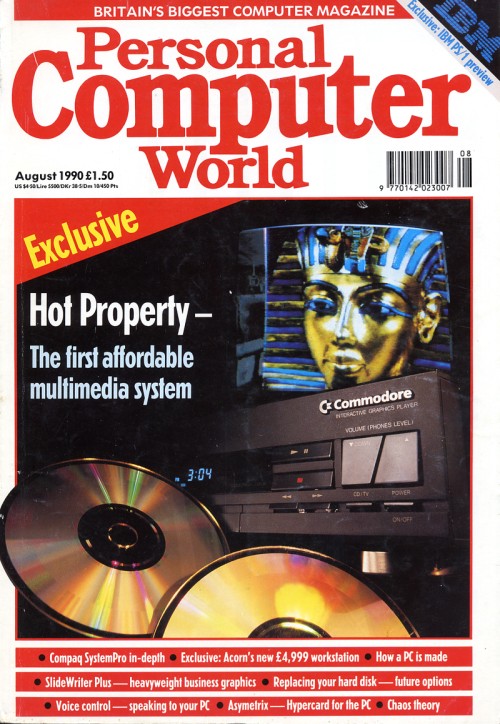 BRITAIN'S BIGGEST COMPUTER MAGAZINE
IBM
Exclusive: IBM PS/1 preview
Personal
Computer
World
August 1990 £1.50
US $4·50/Lire 5500/DKr 38·5/Dm 10/450 Pts
08
9 770142 023007
Exclusive
Hot Property –
The first affordable
multimedia system
Commodore
INTERACTIVE GRAPHICS PLAYER
VOLUME (PHONES LEVEL)
PM 3:04
CD/TV POWER
ON/OFF
• Compaq SystemPro in-depth • Exclusive: Acorn's new £4,999 workstation • How a PC is made
• SlideWriter Plus — heavyweight business graphics • Replacing your hard disk — future options
• Voice control — speaking to your PC • Asymetrix — Hypercard for the PC • Chaos theory